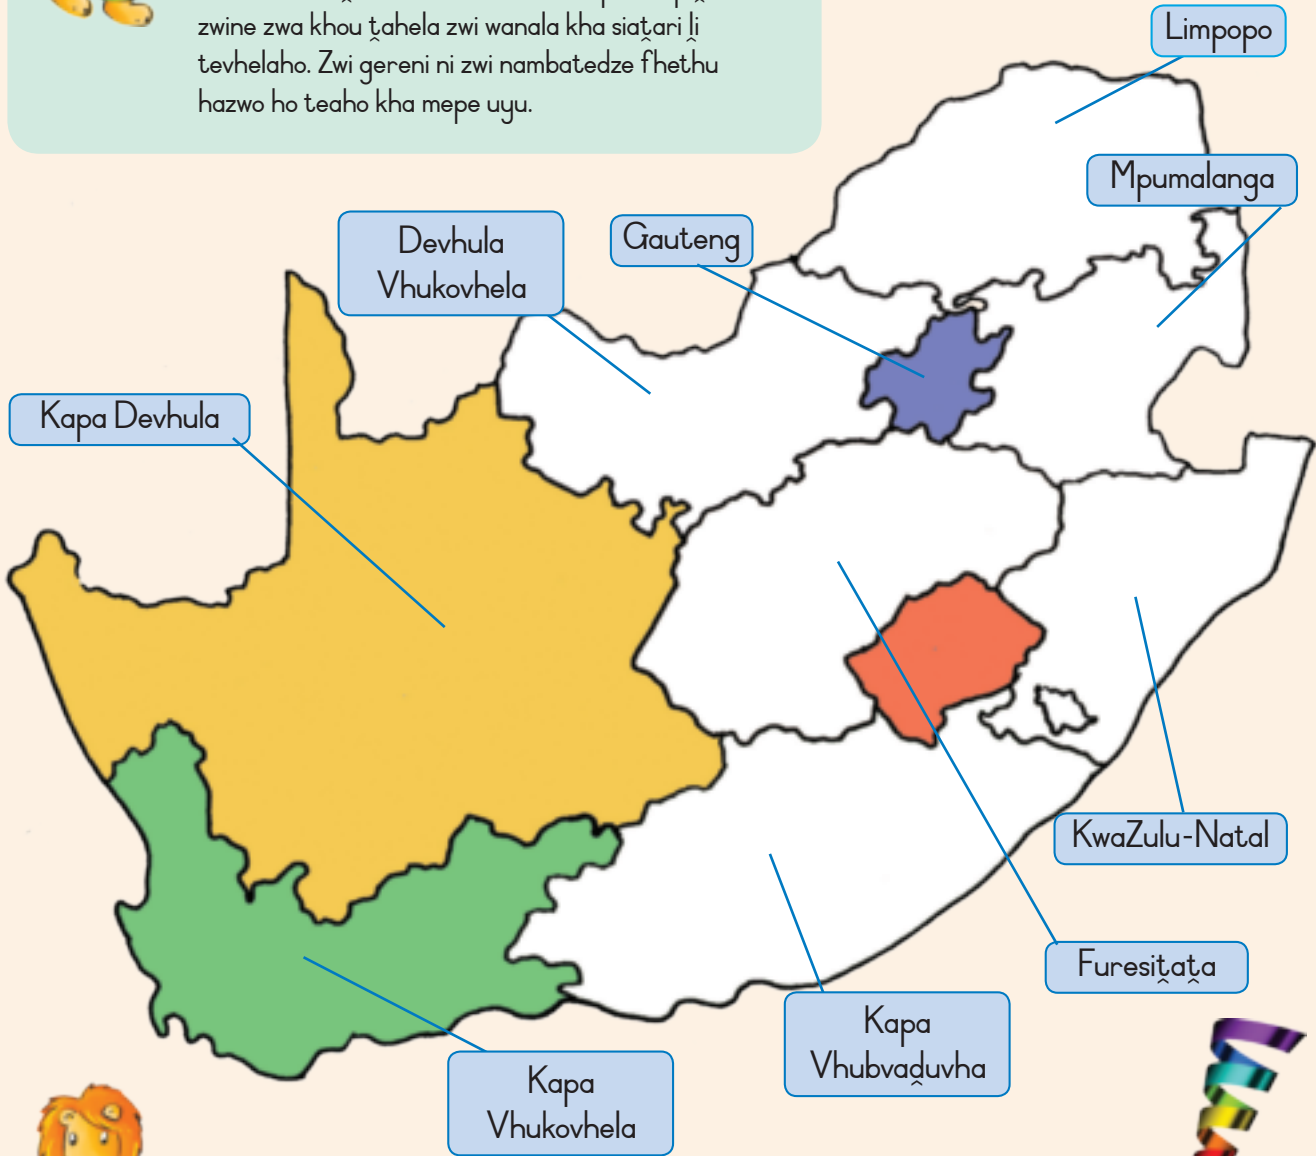 zwine zwa khou ṱahela zwi wanala kha siaṱari ḽi
tevhelaho. Zwi gereni ni zwi nambatedze fhethu
hazwo ho teaho kha mepe uyu.
Limpopo
Mpumalanga
Devhula
Vhukovhela
Gauteng
Kapa Devhula
KwaZulu-Natal
Furesiṱaṱa
Kapa
Vhubvaḓuvha
Kapa
Vhukovhela